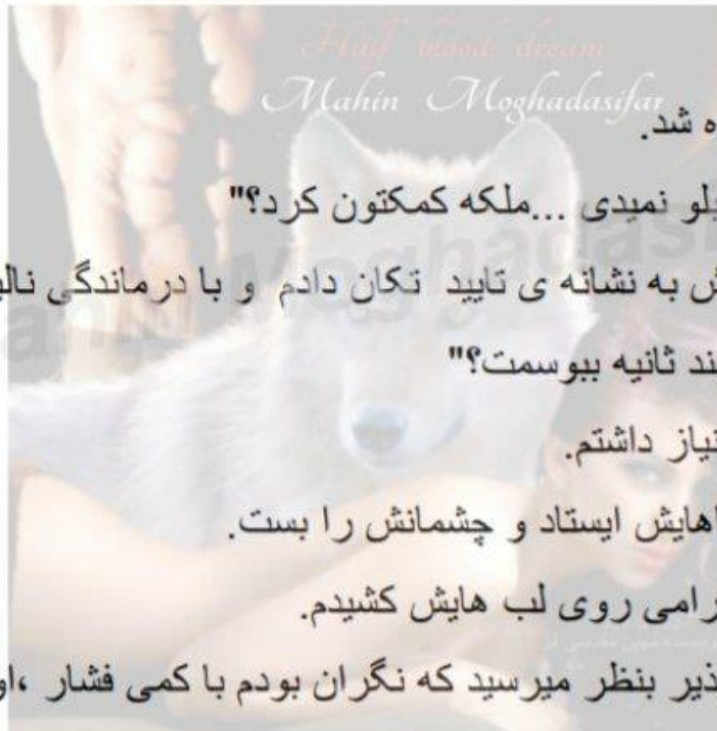 Half blood dream
Mahin Moghadasifar
ه شد.
یلو نمیدی ...ملکه کمکتون کرد؟"
ش به نشانه ی تایید تکان دادم و با درماندگی نال
ند ثانیه ببوسمت؟"
نیاز داشتم.
اهایش ایستاد و چشمانش را بست.
رامی روی لب هایش کشیدم.
ذیر بنظر میرسید که نگران بودم با کمی فشار ،او